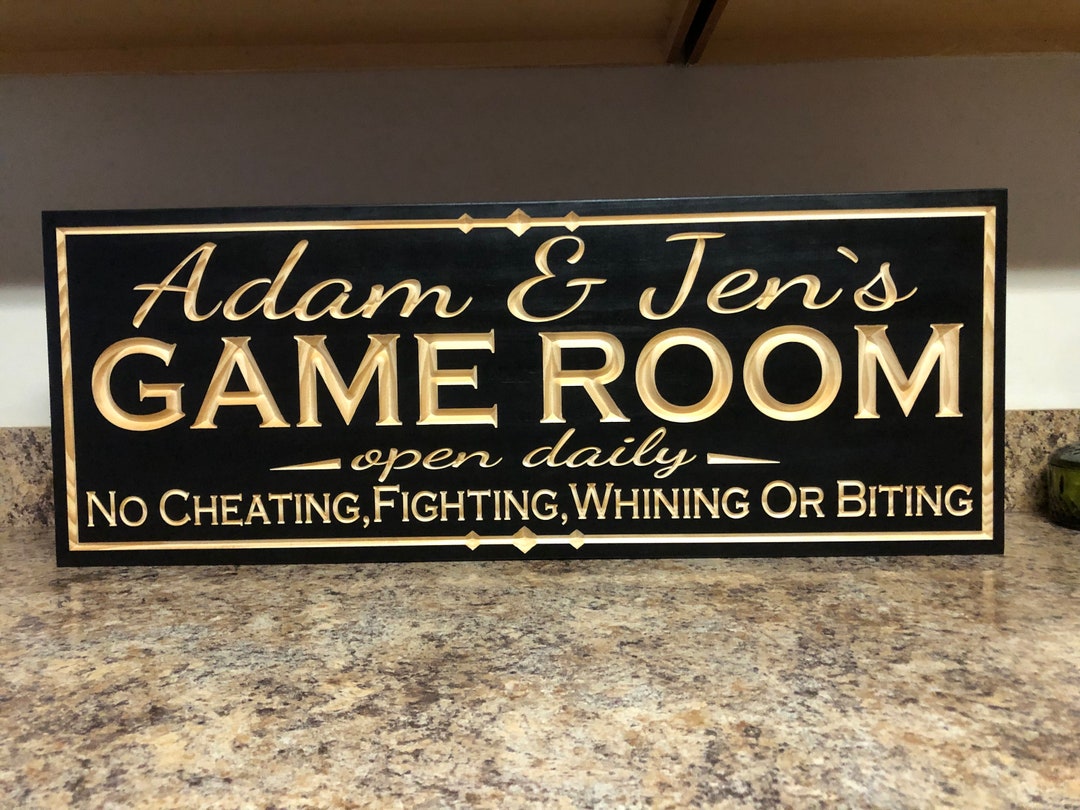 Adam & Jen`s
GAME ROOM
open daily
No Cheating,Fighting,Whining Or Biting